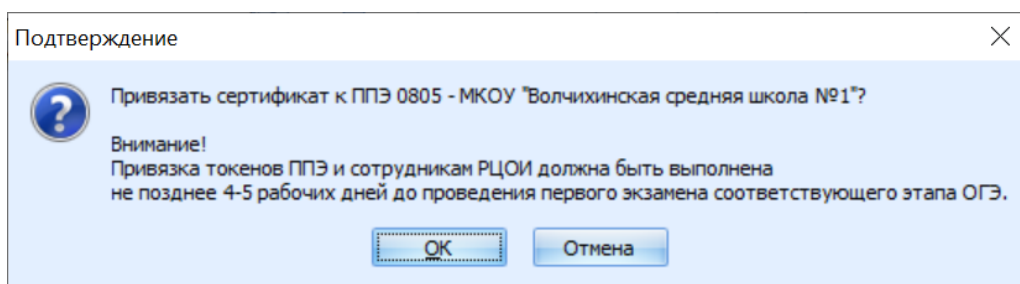 Подтверждение
Привязать сертификат к ППЭ 0805 - МКОУ "Волчихинская средняя школа №1"?
Внимание!
Привязка токенов ППЭ и сотрудникам РЦОИ должна быть выполнена
не позднее 4-5 рабочих дней до проведения первого экзамена соответствующего этапа ОГЭ.
OK
Отмена